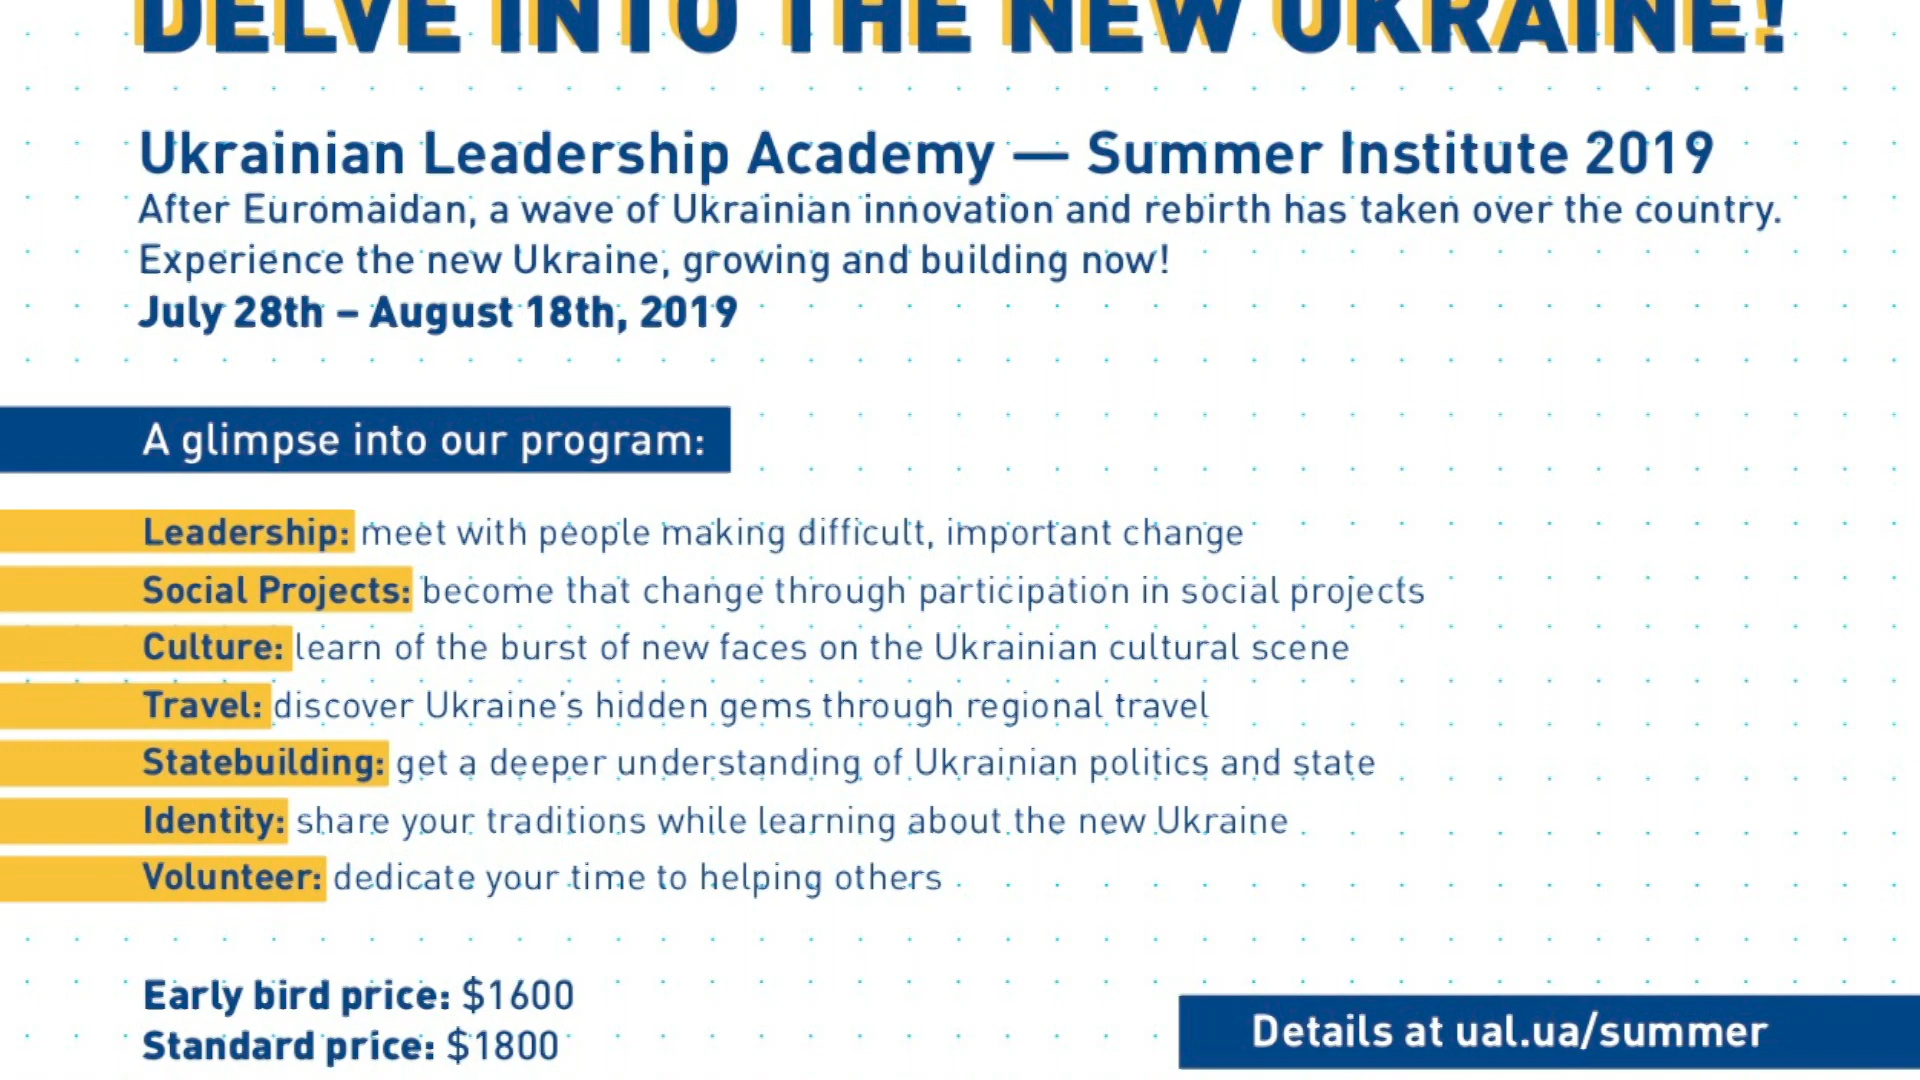 DELVE INTO THE NEW UKRAINE!
Ukrainian Leadership Academy — Summer Institute 2019
After Euromaidan, a wave of Ukrainian innovation and rebirth has taken over the country.
Experience the new Ukraine, growing and building now!
July 28th – August 18th, 2019
A glimpse into our program:
Leadership: meet with people making difficult, important change
Social Projects: become that change through participation in social projects
Culture: learn of the burst of new faces on the Ukrainian cultural scene
Travel: discover Ukraine’s hidden gems through regional travel
Statebuilding: get a deeper understanding of Ukrainian politics and state
Identity: share your traditions while learning about the new Ukraine
Volunteer: dedicate your time to helping others
Early bird price: $1600
Standard price: $1800
Details at ual.ua/summer